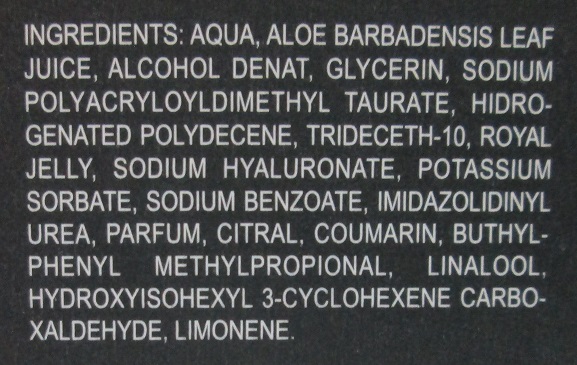 INGREDIENTS: AQUA, ALOE BARBADENSIS LEAF
JUICE, ALCOHOL DENAT, GLYCERIN, SODIUM
POLYACRYLOYLDIMETHYL TAURATE, HIDRO-
GENATED POLYDECENE, TRIDECETH-10, ROYAL
JELLY, SODIUM HYALURONATE, POTASSIUM
SORBATE, SODIUM BENZOATE, IMIDAZOLIDINYL
UREA, PARFUM, CITRAL, COUMARIN, BUTHYL-
PHENYL METHYLPROPIONAL, LINALOOL,
HYDROXYISOHEXYL 3-CYCLOHEXENE CARBO-
XALDEHYDE, LIMONENE.